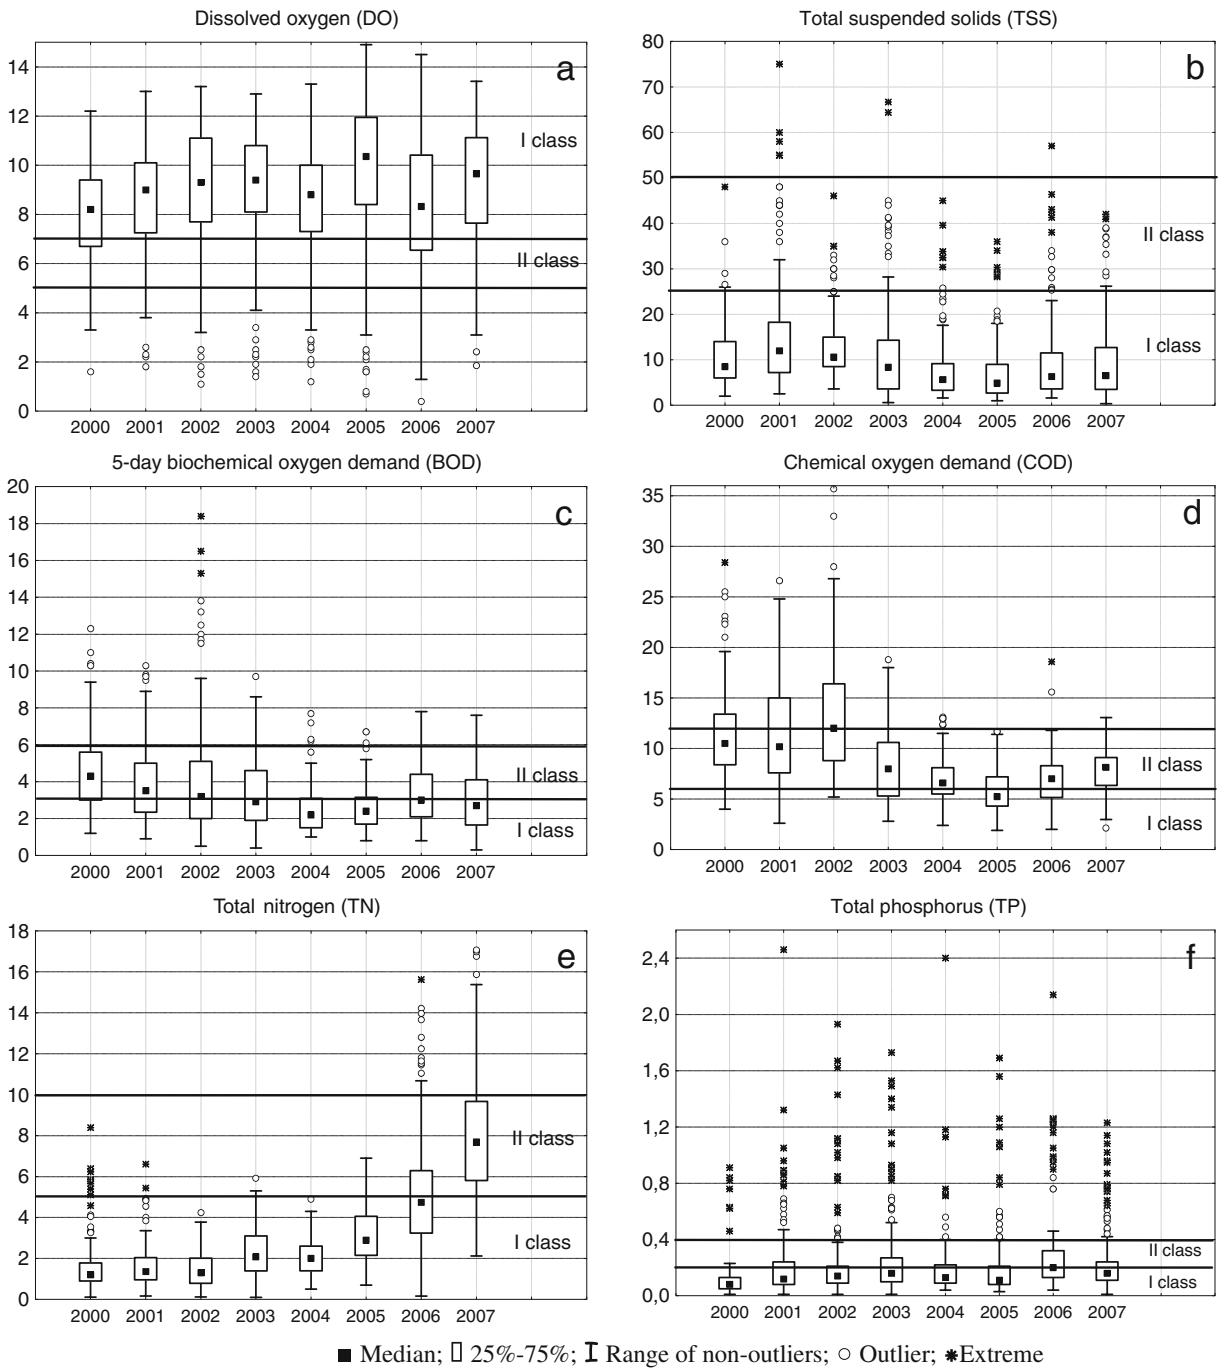 Dissolved oxygen (DO)
a
14
12
10
8
6
4
2
0
I class
II class
2000 2001 2002 2003 2004 2005 2006 2007
Total suspended solids (TSS)
b
80
70
60
50
40
30
20
10
0
II class
I class
2000 2001 2002 2003 2004 2005 2006 2007
5-day biochemical oxygen demand (BOD)
c
20
18
16
14
12
10
8
6
4
2
0
II class
I class
2000 2001 2002 2003 2004 2005 2006 2007
Chemical oxygen demand (COD)
d
35
30
25
20
15
10
5
0
II class
I class
2000 2001 2002 2003 2004 2005 2006 2007
Total nitrogen (TN)
e
18
16
14
12
10
8
6
4
2
0
II class
I class
2000 2001 2002 2003 2004 2005 2006 2007
Total phosphorus (TP)
f
2,4
2,0
1,6
1,2
0,8
0,4
0,0
II class
I class
2000 2001 2002 2003 2004 2005 2006 2007
Median; 25%-75%; Range of non-outliers; Outlier; Extreme